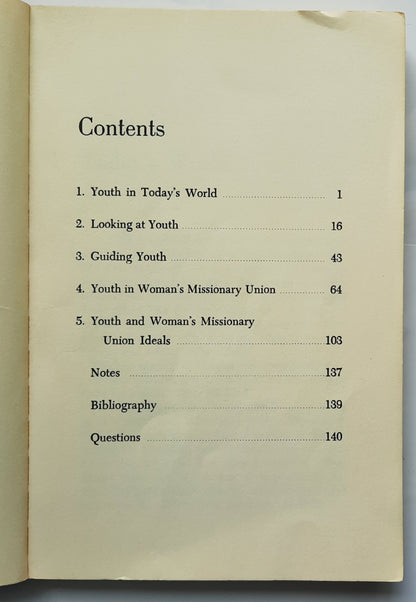 Contents
1. Youth in Today's World 1
2. Looking at Youth 16
3. Guiding Youth 43
4. Youth in Woman's Missionary Union 64
5. Youth and Woman's Missionary
Union Ideals 103
Notes 137
Bibliography 139
Questions 140